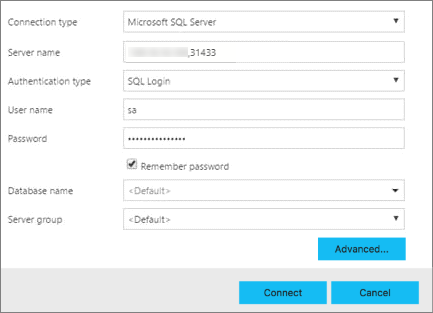 Connection type Microsoft SQL Server
Server name ,31433
Authentication type SQL Login
User name sa
Password •••••••••••••••
Remember password
Database name <Default>
Server group <Default>
Advanced...
Connect Cancel